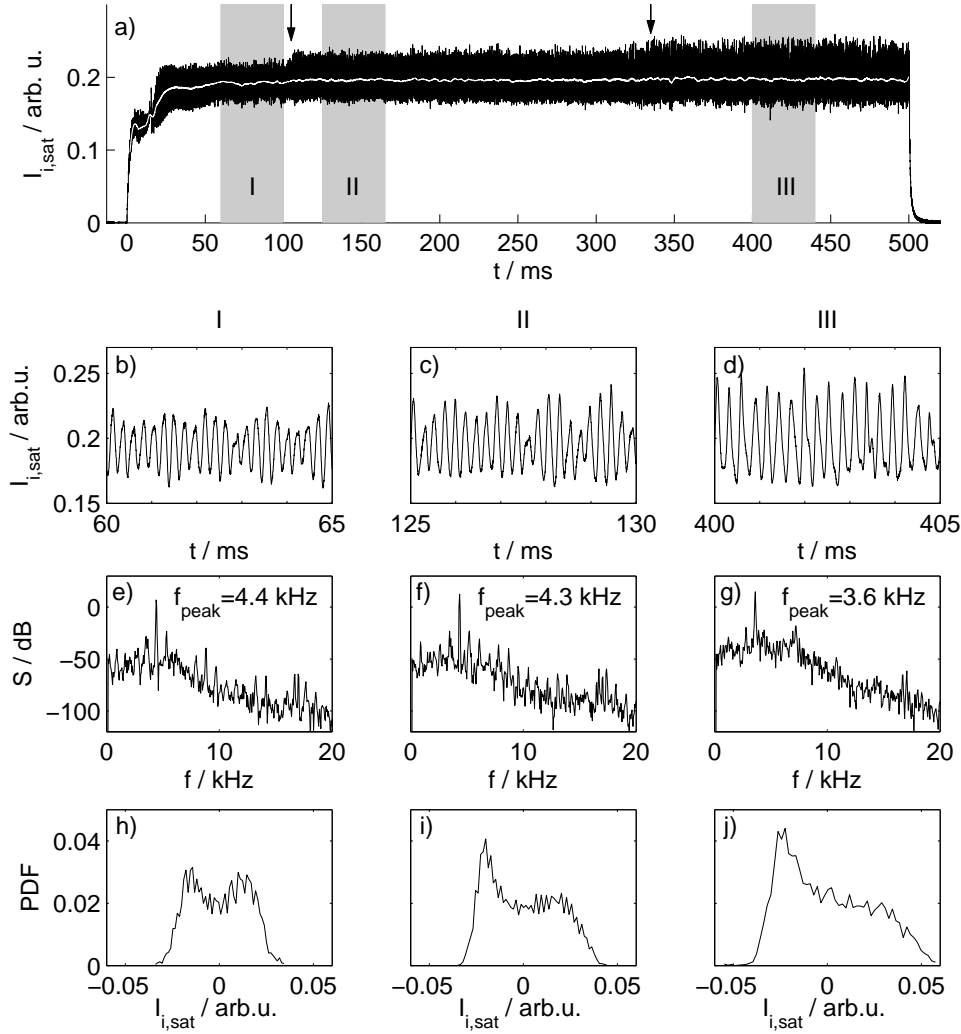 a)
I_i,sat / arb. u.
0.2
0.1
0
I
II
III
0 50 100 150 200 250 300 350 400 450 500
t / ms
I II III
b) c) d)
I_i,sat / arb.u.
0.25
0.2
0.15
60 65 125 130 400 405
t / ms t / ms t / ms
e) f_peak=4.4 kHz
f) f_peak=4.3 kHz
g) f_peak=3.6 kHz
S / dB
0
−50
−100
0 10 20 0 10 20 0 10 20
f / kHz f / kHz f / kHz
h) i) j)
PDF
0.04
0.02
0
−0.05 0 0.05 −0.05 0 0.05 −0.05 0 0.05
I_i,sat / arb.u. I_i,sat / arb.u. I_i,sat / arb.u.